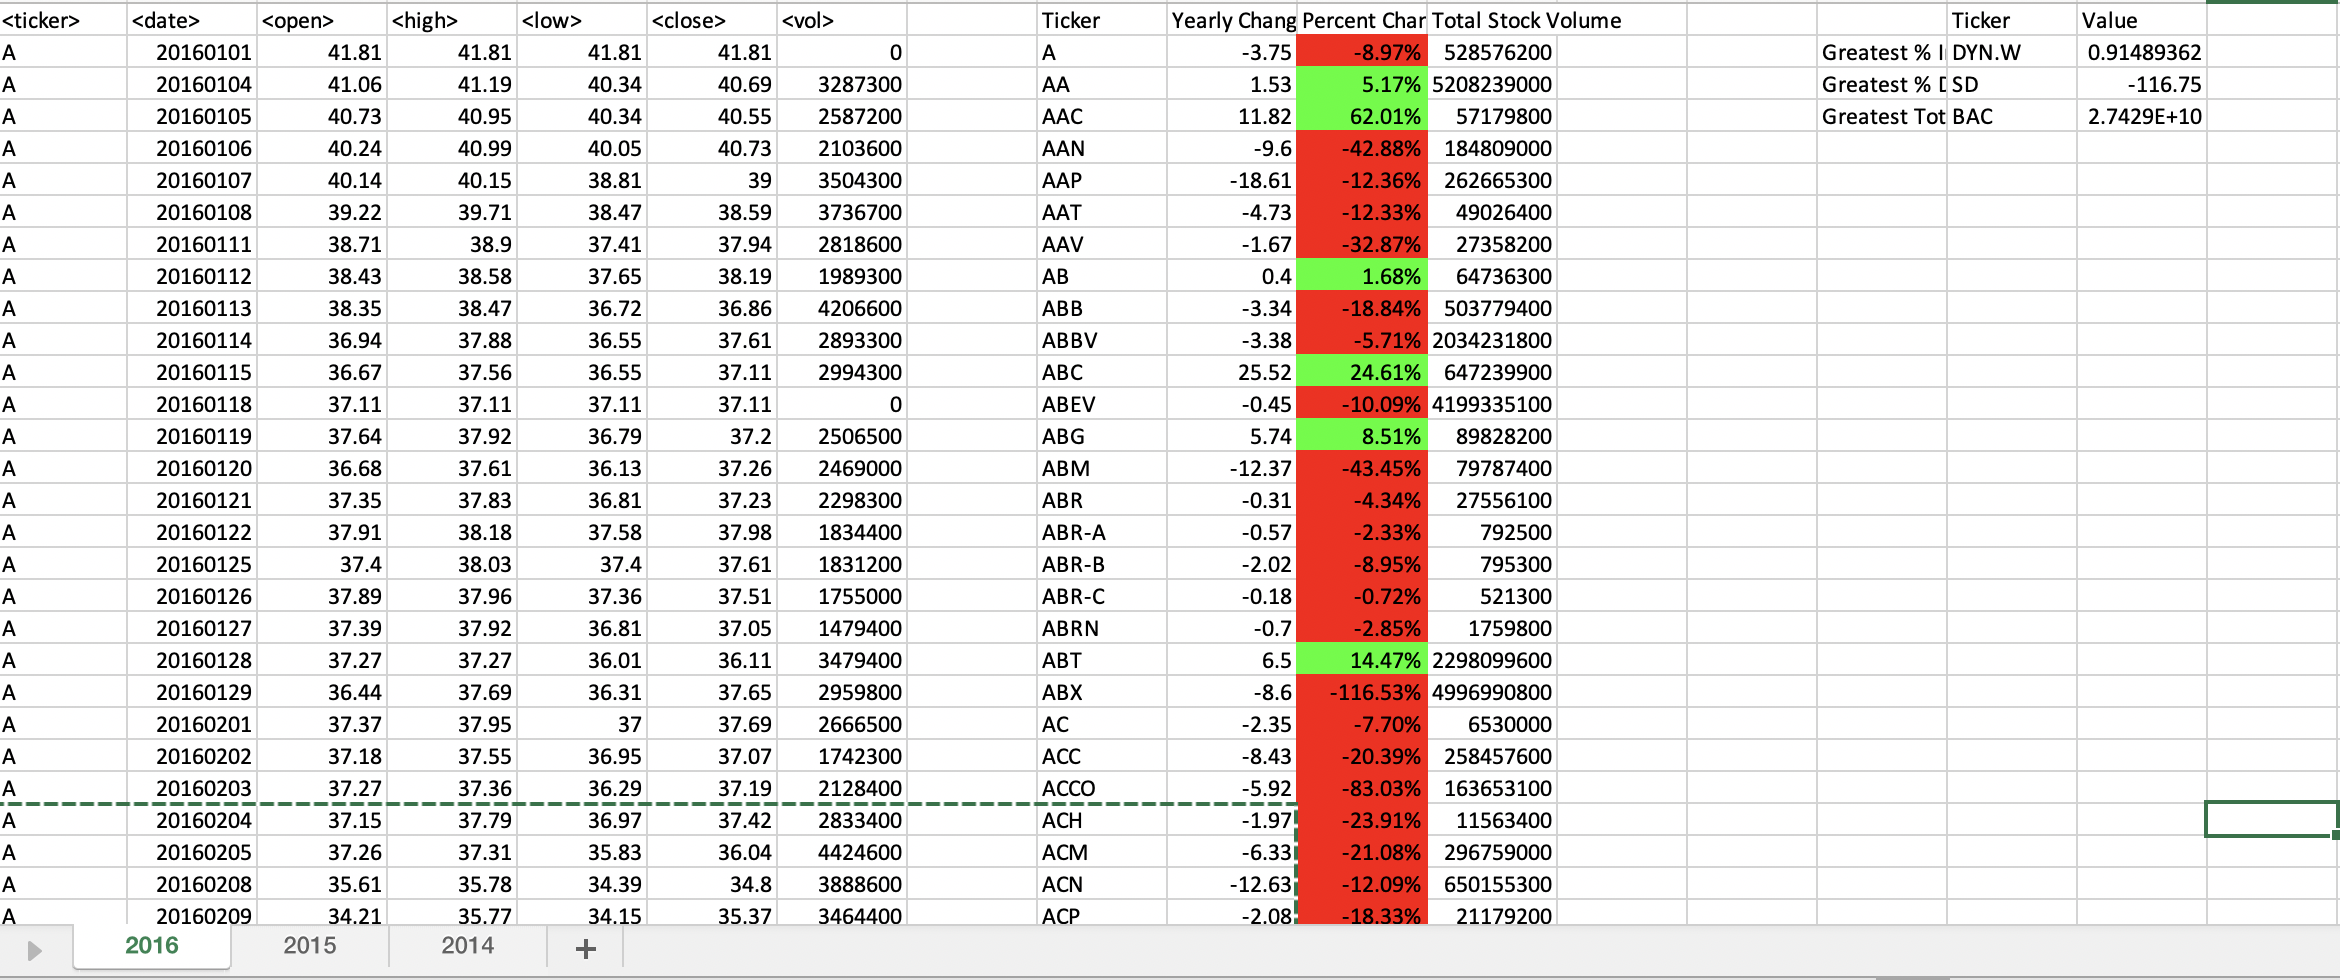 <ticker> <date> <open> <high> <low> <close> <vol> Ticker Yearly Chang Percent Char Total Stock Volume Ticker Value
A 20160101 41.81 41.81 41.81 41.81 0 A -3.75 -8.97% 528576200 Greatest % I DYN.W 0.91489362
A 20160104 41.06 41.19 40.34 40.69 3287300 AA 1.53 5.17% 5208239000 Greatest % D SD -116.75
A 20160105 40.73 40.95 40.34 40.55 2587200 AAC 11.82 62.01% 57179800 Greatest Tot BAC 2.7429E+10
A 20160106 40.24 40.99 40.05 40.73 2103600 AAN -9.6 -42.88% 184809000
A 20160107 40.14 40.15 38.81 39 3504300 AAP -18.61 -12.36% 262665300
A 20160108 39.22 39.71 38.47 38.59 3736700 AAT -4.73 -12.33% 49026400
A 20160111 38.71 38.9 37.41 37.94 2818600 AAV -1.67 -32.87% 27358200
A 20160112 38.43 38.58 37.65 38.19 1989300 AB 0.4 1.68% 64736300
A 20160113 38.35 38.47 36.72 36.86 4206600 ABB -3.34 -18.84% 503779400
A 20160114 36.94 37.88 36.55 37.61 2893300 ABBV -3.38 -5.71% 2034231800
A 20160115 36.67 37.56 36.55 37.11 2994300 ABC 25.52 24.61% 647239900
A 20160118 37.11 37.11 37.11 37.11 0 ABEV -0.45 -10.09% 4199335100
A 20160119 37.64 37.92 36.79 37.2 2506500 ABG 5.74 8.51% 89828200
A 20160120 36.68 37.61 36.13 37.26 2469000 ABM -12.37 -43.45% 79787400
A 20160121 37.35 37.83 36.81 37.23 2298300 ABR -0.31 -4.34% 27556100
A 20160122 37.91 38.18 37.58 37.98 1834400 ABR-A -0.57 -2.33% 792500
A 20160125 37.4 38.03 37.4 37.61 1831200 ABR-B -2.02 -8.95% 795300
A 20160126 37.89 37.96 37.36 37.51 1755000 ABR-C -0.18 -0.72% 521300
A 20160127 37.39 37.92 36.81 37.05 1479400 ABRN -0.7 -2.85% 1759800
A 20160128 37.27 37.27 36.01 36.11 3479400 ABT 6.5 14.47% 2298099600
A 20160129 36.44 37.69 36.31 37.65 2959800 ABX -8.6 -116.53% 4996990800
A 20160201 37.37 37.95 37 37.69 2666500 AC -2.35 -7.70% 6530000
A 20160202 37.18 37.55 36.95 37.07 1742300 ACC -8.43 -20.39% 258457600
A 20160203 37.27 37.36 36.29 37.19 2128400 ACCO -5.92 -83.03% 163653100
A 20160204 37.15 37.79 36.97 37.42 2833400 ACH -1.97 -23.91% 11563400
A 20160205 37.26 37.31 35.83 36.04 4424600 ACM -6.33 -21.08% 296759000
A 20160208 35.61 35.78 34.39 34.8 3888600 ACN -12.63 -12.09% 650155300
A 20160209 34.21 35.77 34.15 35.37 3464400 ACP -2.08 -18.33% 21179200
2016 2015 2014 +